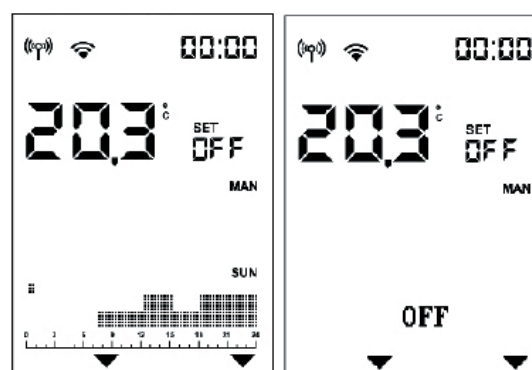 00:00
20.3 °C
SET
OFF
MAN
SUN
0 3 6 9 12 15 18 21 24
00:00
20.3 °C
SET
OFF
MAN
OFF